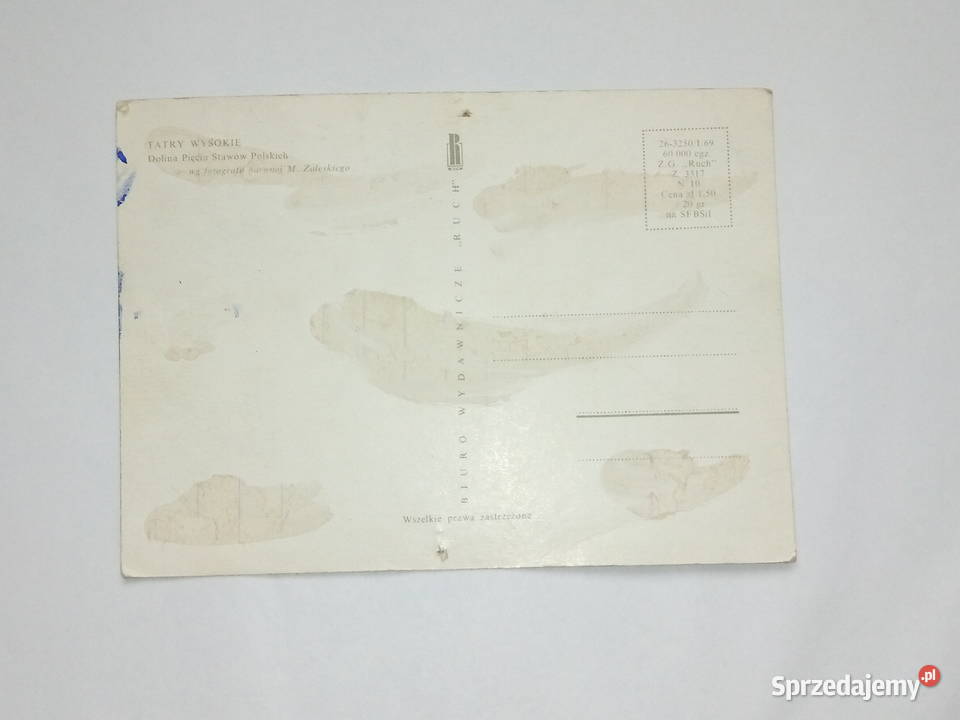 TATRY WYSOKIE
Dolina Pięciu Stawów Polskich
wg fotografii barwnej M. Zaleskiego
BIURO WYDAWNICZE „RUCH”
R
26-3250/1.69
60 000 egz.
Z.G. „Ruch”
Z. 3317
N 10
Cena zł 1,50
20 gr
na SFBSiI
Wszelkie prawa zastrzeżone
Sprzedajemy.pl